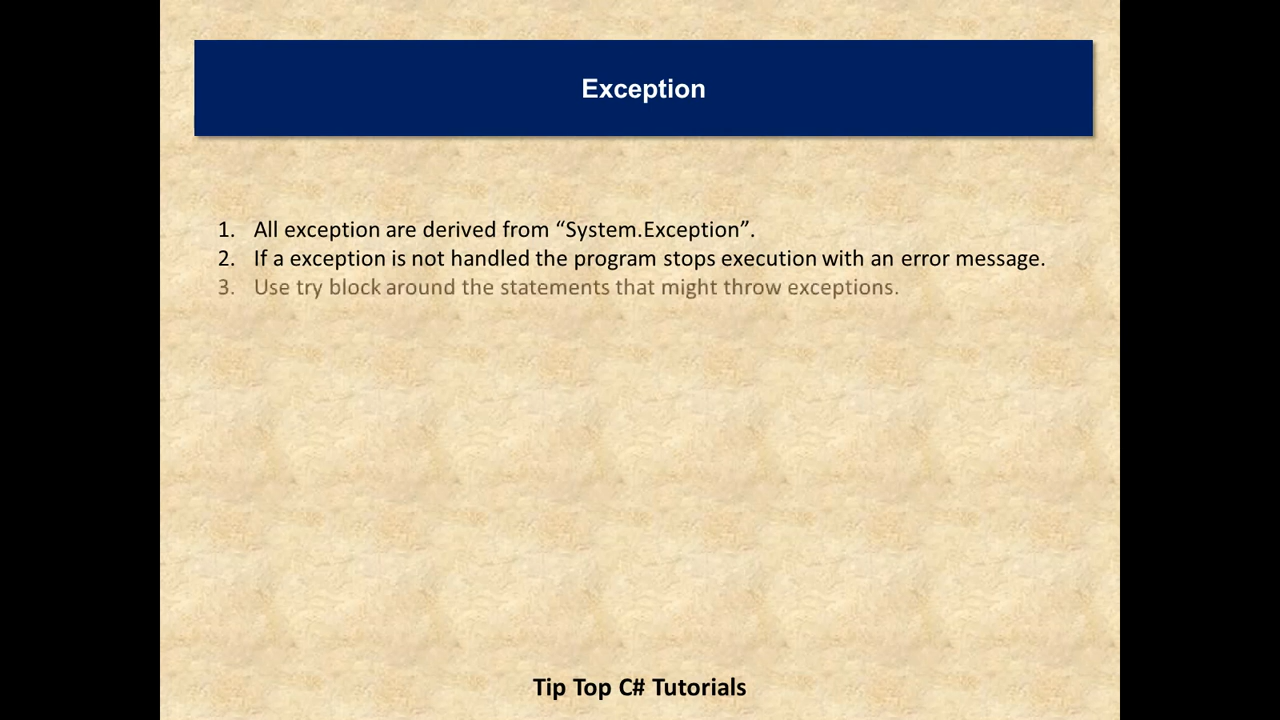 Exception
1. All exception are derived from “System.Exception”.
2. If a exception is not handled the program stops execution with an error message.
3. Use try block around the statements that might throw exceptions.
Tip Top C# Tutorials